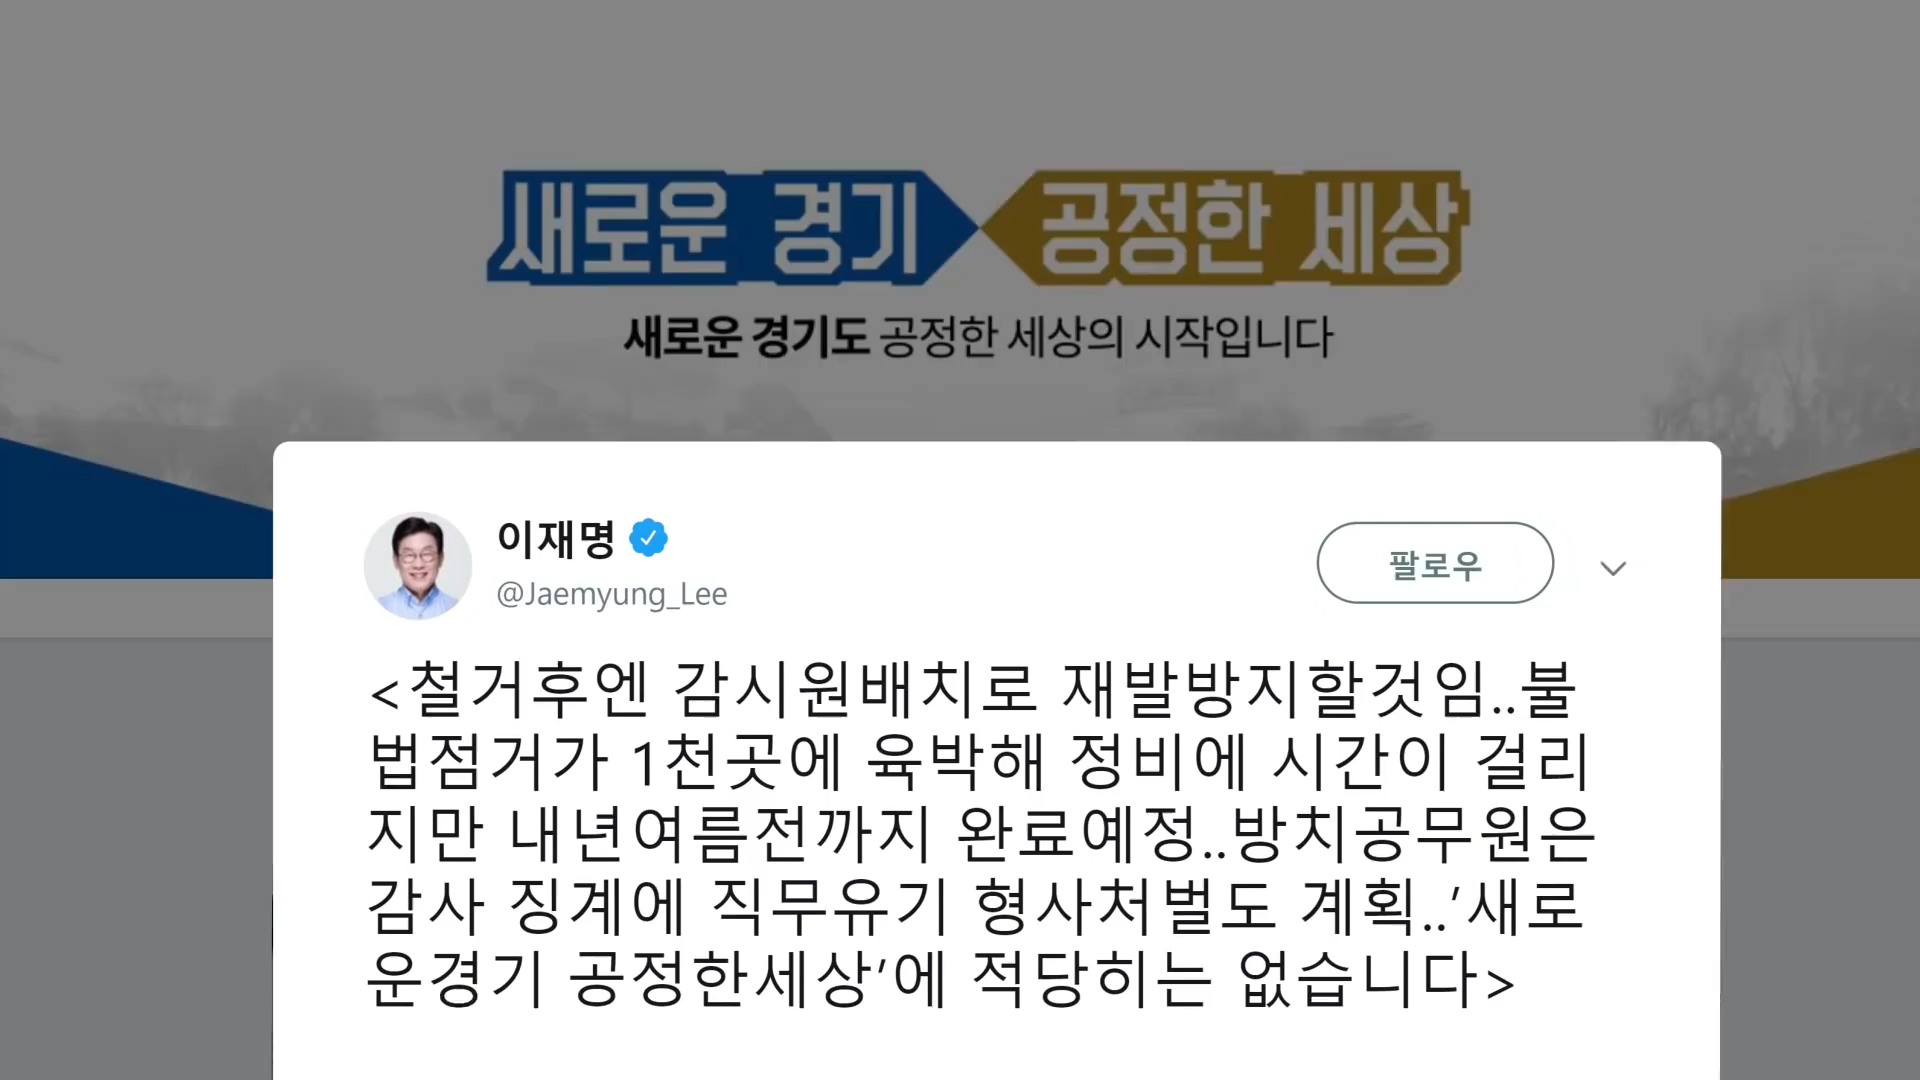 새로운 경기 공정한 세상
새로운 경기도 공정한 세상의 시작입니다
이재명
@Jaemyung_Lee
팔로우
<철거후엔 감시원배치로 재발방지할것임..불
법점거가 1천곳에 육박해 정비에 시간이 걸리
지만 내년여름전까지 완료예정..방치공무원은
감사 징계에 직무유기 형사처벌도 계획..'새로
운경기 공정한세상'에 적당히는 없습니다>